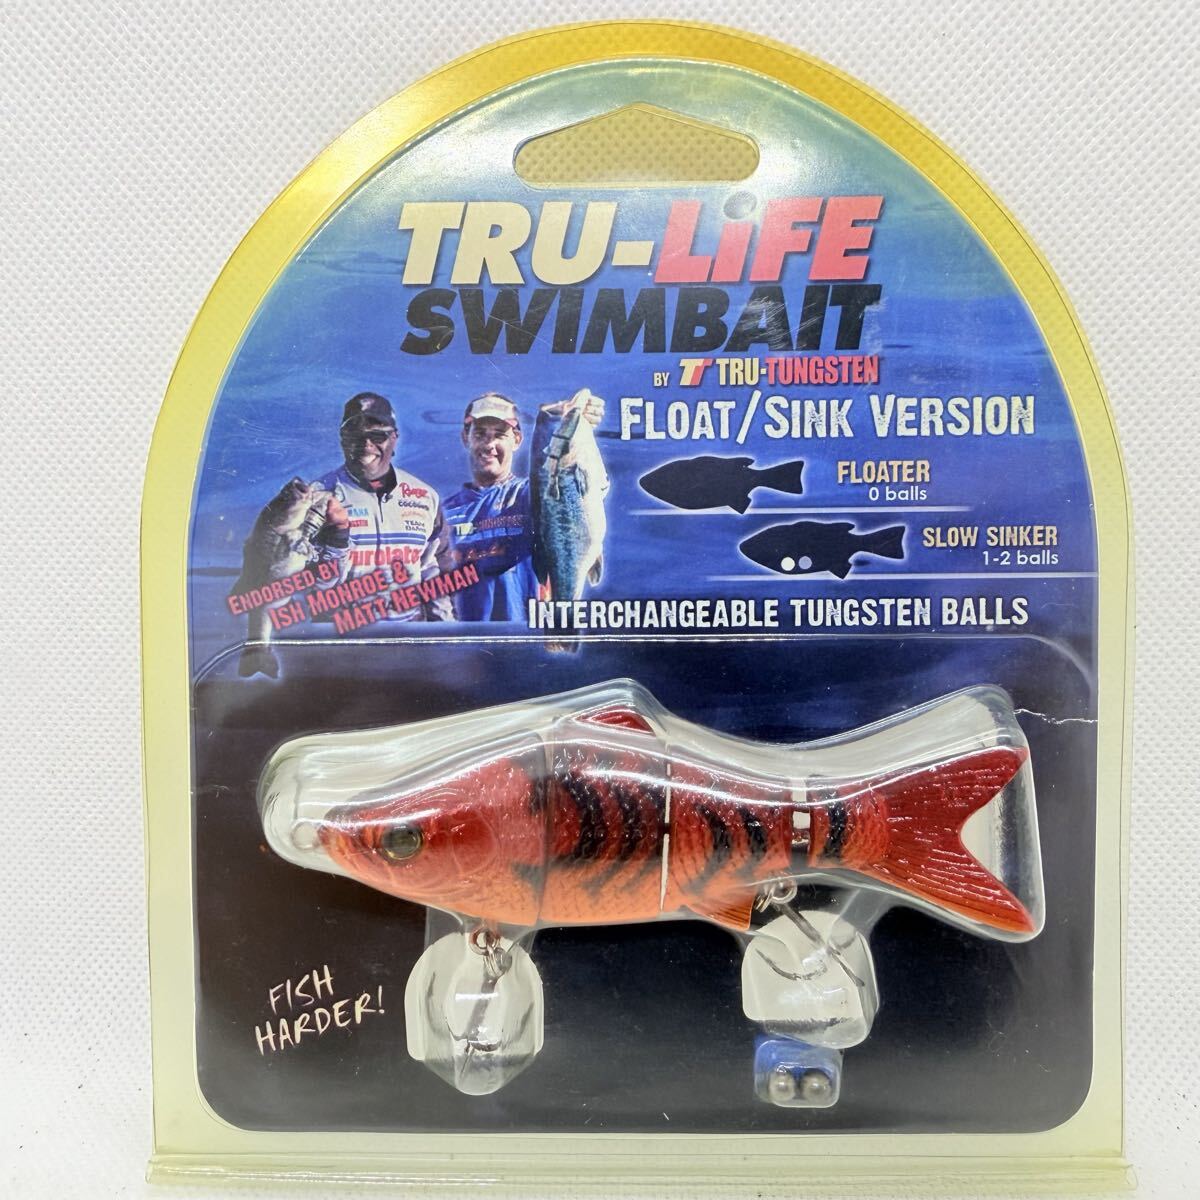 TRU-LiFE
SWIMBAIT
BY TT TRU-TUNGSTEN
FLOAT/SINK VERSION
FLOATER
0 balls
SLOW SINKER
1-2 balls
ENDORSED BY
ISH MONROE &
MATT NEWMAN
INTERCHANGEABLE TUNGSTEN BALLS
FISH
HARDER!